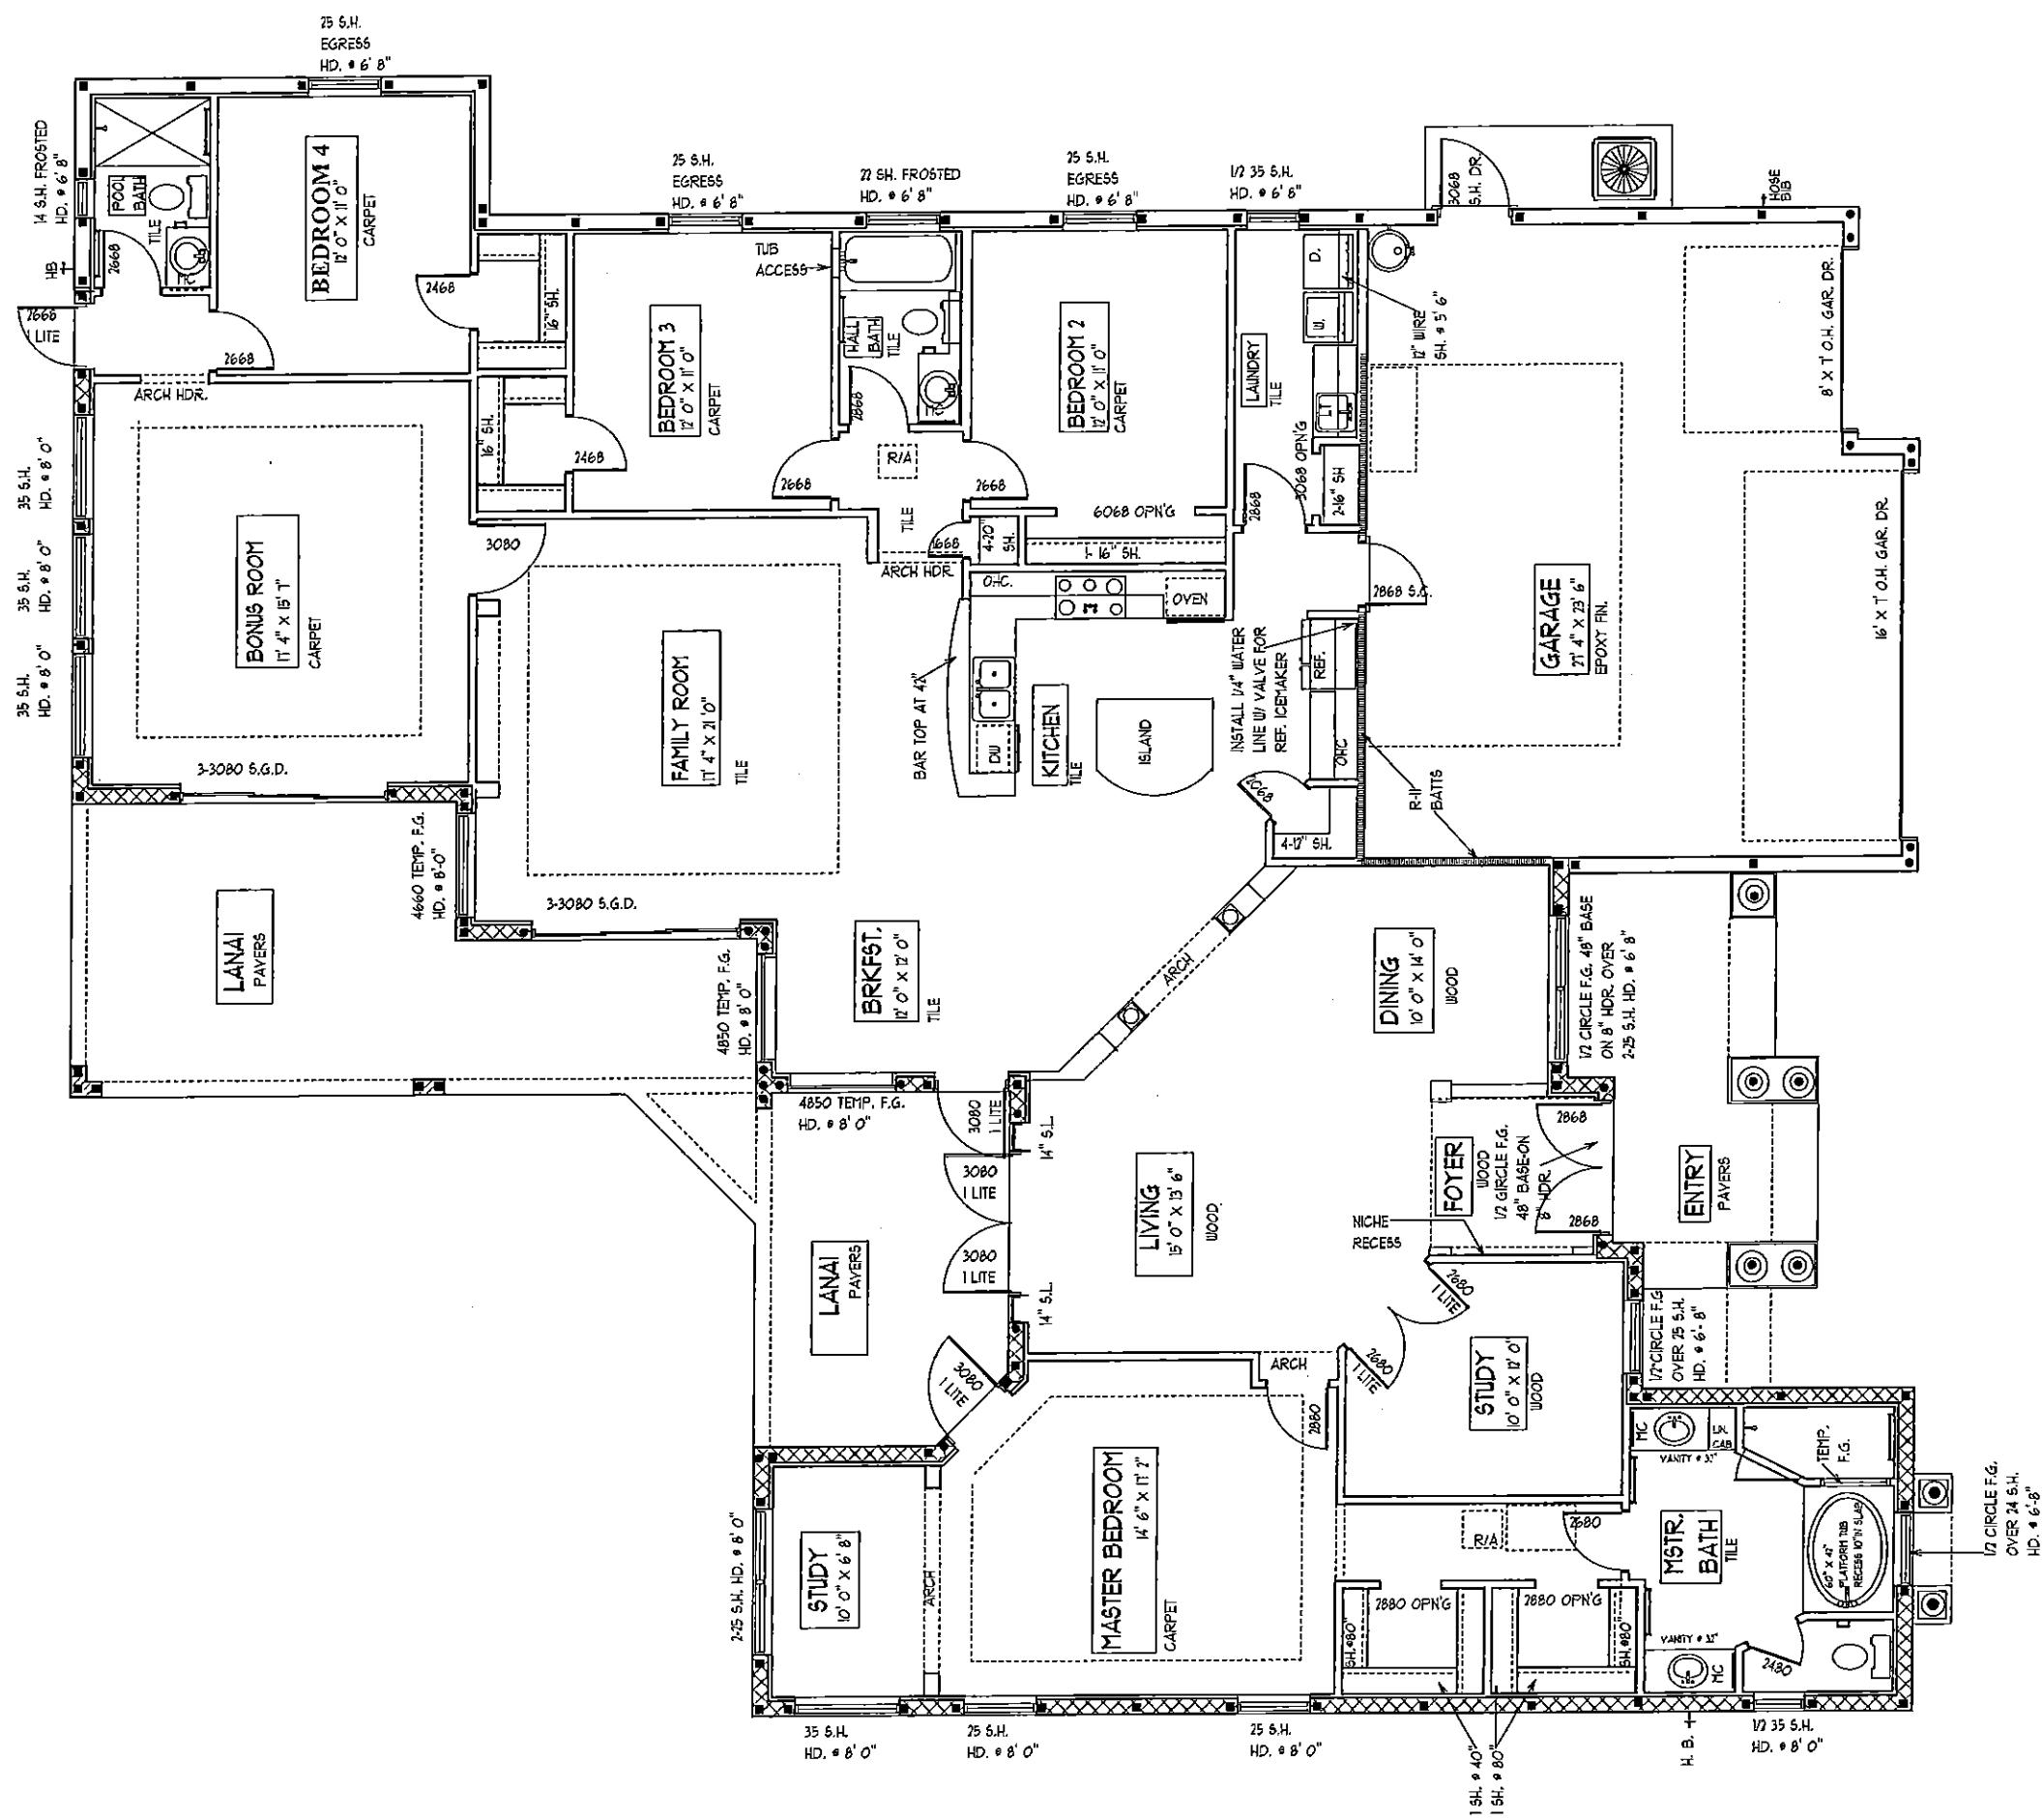 25 S.H.
EGRESS
HD. @ 6' 8"
14 S.H. FROSTED
HD. @ 6' 8"
HB
2668
1 LITE
POOL
BATH
TILE
MC
2668
BEDROOM 4
12' 0" X 11' 0"
CARPET
2668
2468
16" SH.
ARCH HDR.
25 S.H.
EGRESS
HD. @ 6' 8"
22 SH. FROSTED
HD. @ 6' 8"
25 S.H.
EGRESS
HD. @ 6' 8"
1/2 35 S.H.
HD. @ 6' 8"
3068
S.H. DR.
HOSE
BIB
TUB
ACCESS
BEDROOM 3
12' 0" X 11' 0"
CARPET
16" SH.
2468
2668
HALL
BATH
TILE
MC
2868
R/A
TILE
BEDROOM 2
12' 0" X 11' 0"
CARPET
2668
6068 OPN'G
1- 16" SH.
1668
4-20"
SH.
ARCH HDR.
LAUNDRY
TILE
D.
W.
LT
12" WIRE
SH. @ 5' 6"
3068 OPN'G
2-16" SH
2868
2868 S.C.
8' X 7' O.H. GAR. DR.
16' X 7' O.H. GAR. DR.
GARAGE
27' 4" X 23' 6"
EPOXY FIN.
35 S.H.
HD. @ 8' 0"
35 S.H.
HD. @ 8' 0"
35 S.H.
HD. @ 8' 0"
BONUS ROOM
17' 4" X 15' 7"
CARPET
3080
3-3080 S.G.D.
FAMILY ROOM
17' 4" X 21' 0"
TILE
3-3080 S.G.D.
OHC.
OVEN
BAR TOP AT 42"
DW
KITCHEN
TILE
ISLAND
INSTALL 1/4" WATER
LINE W/ VALVE FOR
REF. ICEMAKER
REF.
OHC
2068
4-12" SH.
R-11
BATTS
LANAI
PAVERS
4660 TEMP. F.G.
HD. @ 8'-0"
4850 TEMP. F.G.
HD. @ 8' 0"
BRKFST.
12' 0" X 12' 0"
TILE
4850 TEMP. F.G.
HD. @ 8' 0"
ARCH
DINING
10' 0" X 14' 0"
WOOD
1/2 CIRCLE F.G. 48" BASE
ON 8" HDR. OVER
2-25 S.H. HD. @ 6' 8"
3080
1 LITE
14" S.L.
3080
1 LITE
3080
1 LITE
14" S.L.
3080
1 LITE
LANAI
PAVERS
LIVING
15' 0" X 13' 6"
WOOD
FOYER
WOOD
1/2 CIRCLE F.G.
48" BASE-ON
8" HDR.
2868
2868
NICHE
RECESS
ENTRY
PAVERS
2680
1 LITE
2680
1 LITE
ARCH
2880
STUDY
10' 0" X 12' 0"
WOOD
1/2 CIRCLE F.G
OVER 25 S.H.
HD. @ 6'- 8"
STUDY
10' 0" X 6' 8"
2-25 S.H. HD. @ 8' 0"
ARCH
MASTER BEDROOM
14' 6" X 17' 2"
CARPET
R/A
2680
2880 OPN'G
2880 OPN'G
SH.@80"
SH.@80"
MSTR.
BATH
TILE
MC
LIN.
CAB
VANITY @ 32"
TEMP.
F.G.
60" X 42"
PLATFORM TUB
RECESS 10" IN SLAB
VANITY @ 32"
MC
2480
1/2 CIRCLE F.G.
OVER 24 S.H.
HD. @ 6'-8"
35 S.H.
HD. @ 8' 0"
25 S.H.
HD. @ 8' 0"
25 S.H.
HD. @ 8' 0"
1 SH. @ 40"
1 SH. @ 80"
H. B.
1/2 35 S.H.
HD. @ 8' 0"